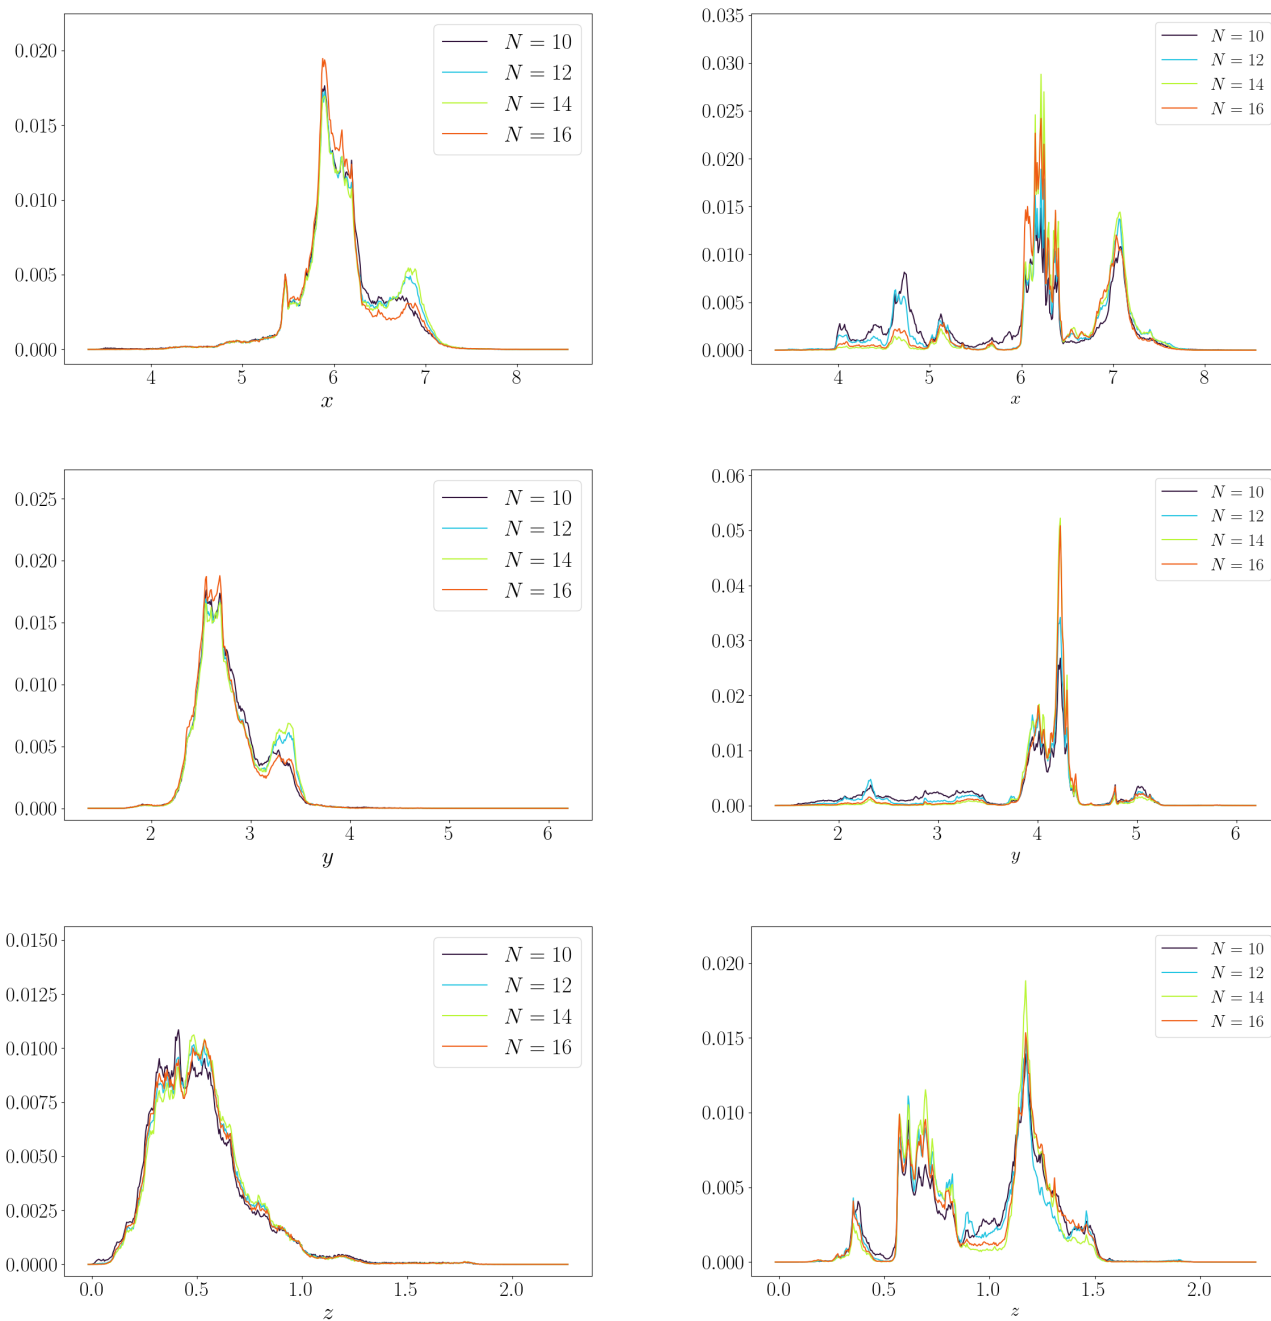 0.020
0.015
0.010
0.005
0.000
4 5 6 7 8
x
N = 10
N = 12
N = 14
N = 16
0.035
0.030
0.025
0.020
0.015
0.010
0.005
0.000
4 5 6 7 8
x
N = 10
N = 12
N = 14
N = 16
0.025
0.020
0.015
0.010
0.005
0.000
2 3 4 5 6
y
N = 10
N = 12
N = 14
N = 16
0.06
0.05
0.04
0.03
0.02
0.01
0.00
2 3 4 5 6
y
N = 10
N = 12
N = 14
N = 16
0.0150
0.0125
0.0100
0.0075
0.0050
0.0025
0.0000
0.0 0.5 1.0 1.5 2.0
z
N = 10
N = 12
N = 14
N = 16
0.020
0.015
0.010
0.005
0.000
0.0 0.5 1.0 1.5 2.0
z
N = 10
N = 12
N = 14
N = 16